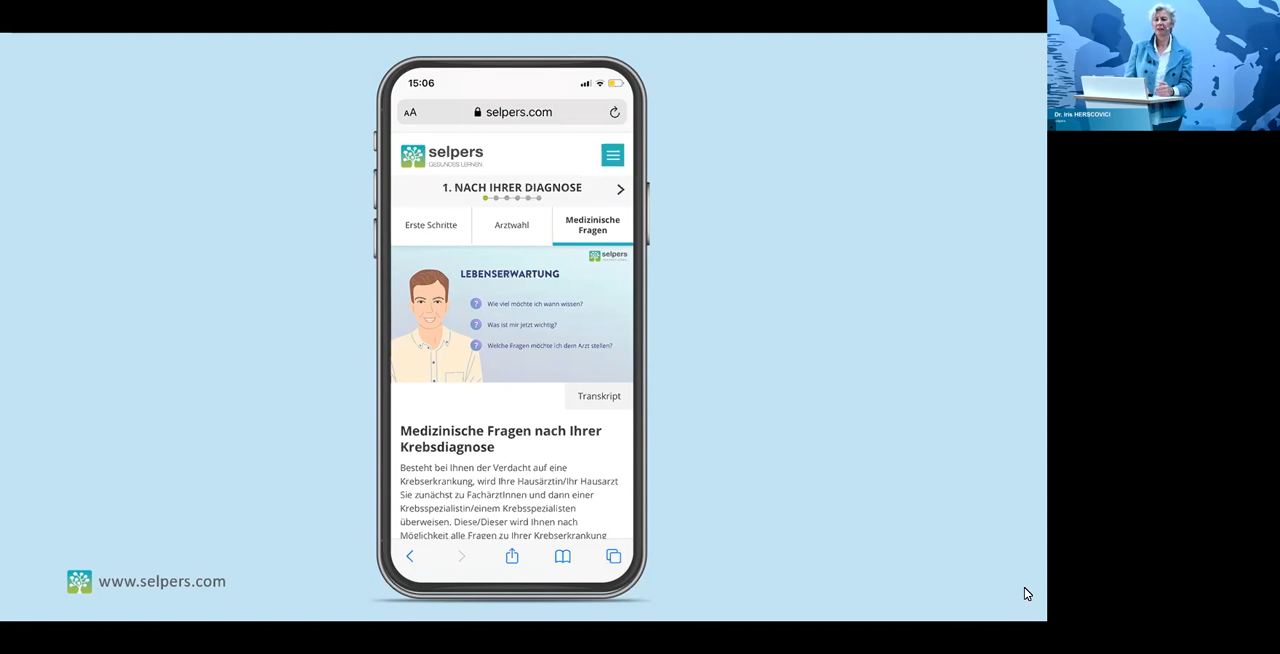 15:06
AA
selpers.com
selpers
GESUNDES LERNEN
1. NACH IHRER DIAGNOSE
Erste Schritte
Arztwahl
Medizinische
Fragen
selpers
LEBENSERWARTUNG
? Wie viel möchte ich wann wissen?
? Was ist mir jetzt wichtig?
? Welche Fragen möchte ich dem Arzt stellen?
Transkript
Medizinische Fragen nach Ihrer
Krebsdiagnose
Besteht bei Ihnen der Verdacht auf eine
Krebserkrankung, wird Ihre Hausärztin/Ihr Hausarzt
Sie zunächst zu FachärztInnen und dann einer
Krebsspezialistin/einem Krebsspezialisten
überweisen. Diese/Dieser wird Ihnen nach
Möglichkeit alle Fragen zu Ihrer Krebserkrankung
www.selpers.com
Dr. Iris HERSCOVICI